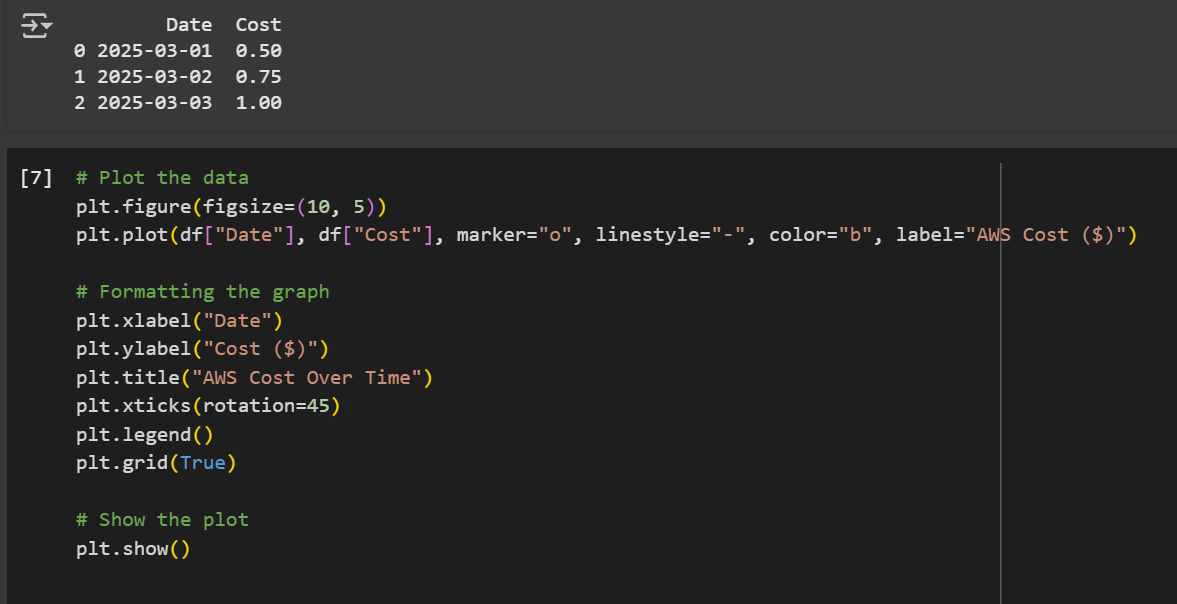 Date Cost
0 2025-03-01 0.50
1 2025-03-02 0.75
2 2025-03-03 1.00
[7] # Plot the data
plt.figure(figsize=(10, 5))
plt.plot(df["Date"], df["Cost"], marker="o", linestyle="-", color="b", label="AWS Cost ($)")
# Formatting the graph
plt.xlabel("Date")
plt.ylabel("Cost ($)")
plt.title("AWS Cost Over Time")
plt.xticks(rotation=45)
plt.legend()
plt.grid(True)
# Show the plot
plt.show()